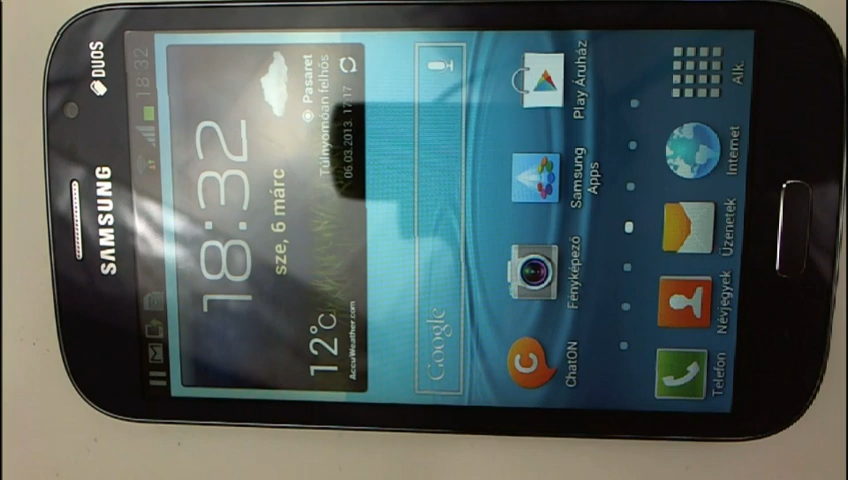 DUOS
SAMSUNG
18:32
18:32
sze, 6 márc
12°C
Pasaret
Túlnyomóan felhős
AccuWeather.com
06.03.2013. 17:17
Google
ChatON
Fényképező
Samsung
Apps
Play Áruház
Telefon
Névjegyek
Üzenetek
Internet
Alk.